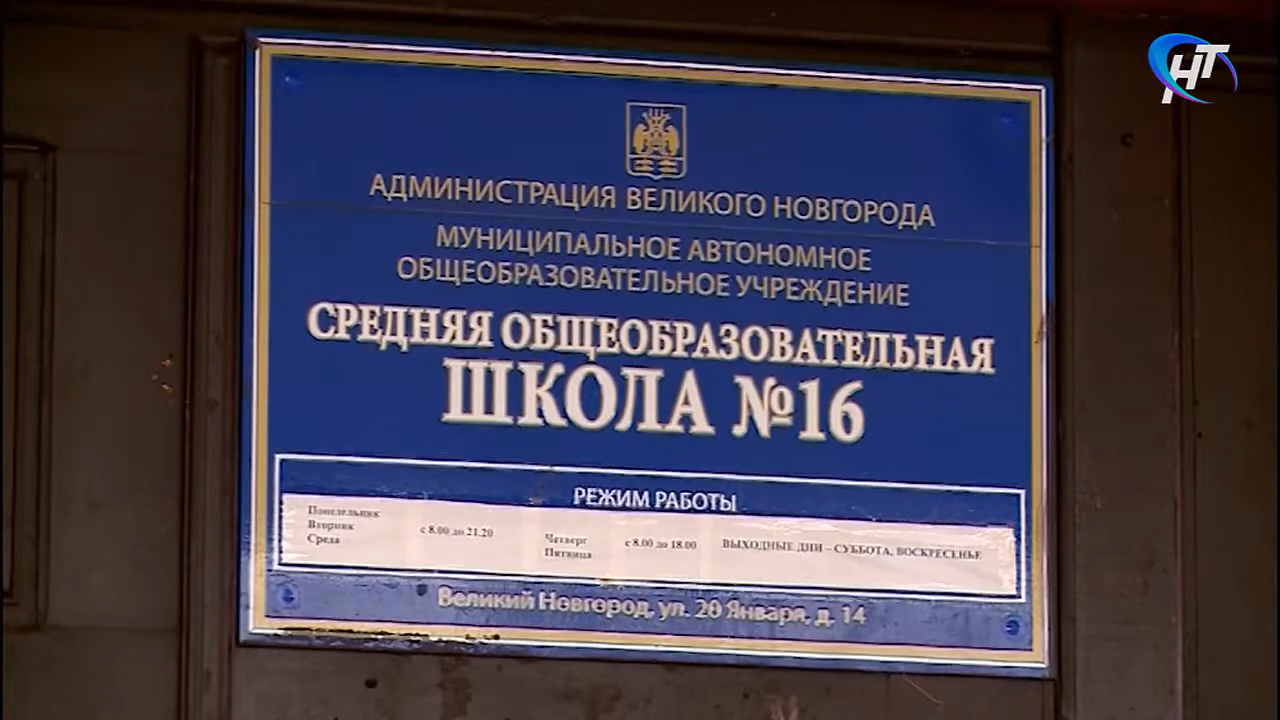 НТ
АДМИНИСТРАЦИЯ ВЕЛИКОГО НОВГОРОДА
МУНИЦИПАЛЬНОЕ АВТОНОМНОЕ
ОБЩЕОБРАЗОВАТЕЛЬНОЕ УЧРЕЖДЕНИЕ
СРЕДНЯЯ ОБЩЕОБРАЗОВАТЕЛЬНАЯ
ШКОЛА №16
РЕЖИМ РАБОТЫ
Понедельник
Вторник
Среда
с 8.00 до 21.20
Четверг
Пятница
с 8.00 до 18.00
ВЫХОДНЫЕ ДНИ – СУББОТА, ВОСКРЕСЕНЬЕ
Великий Новгород, ул. 20 Января, д. 14